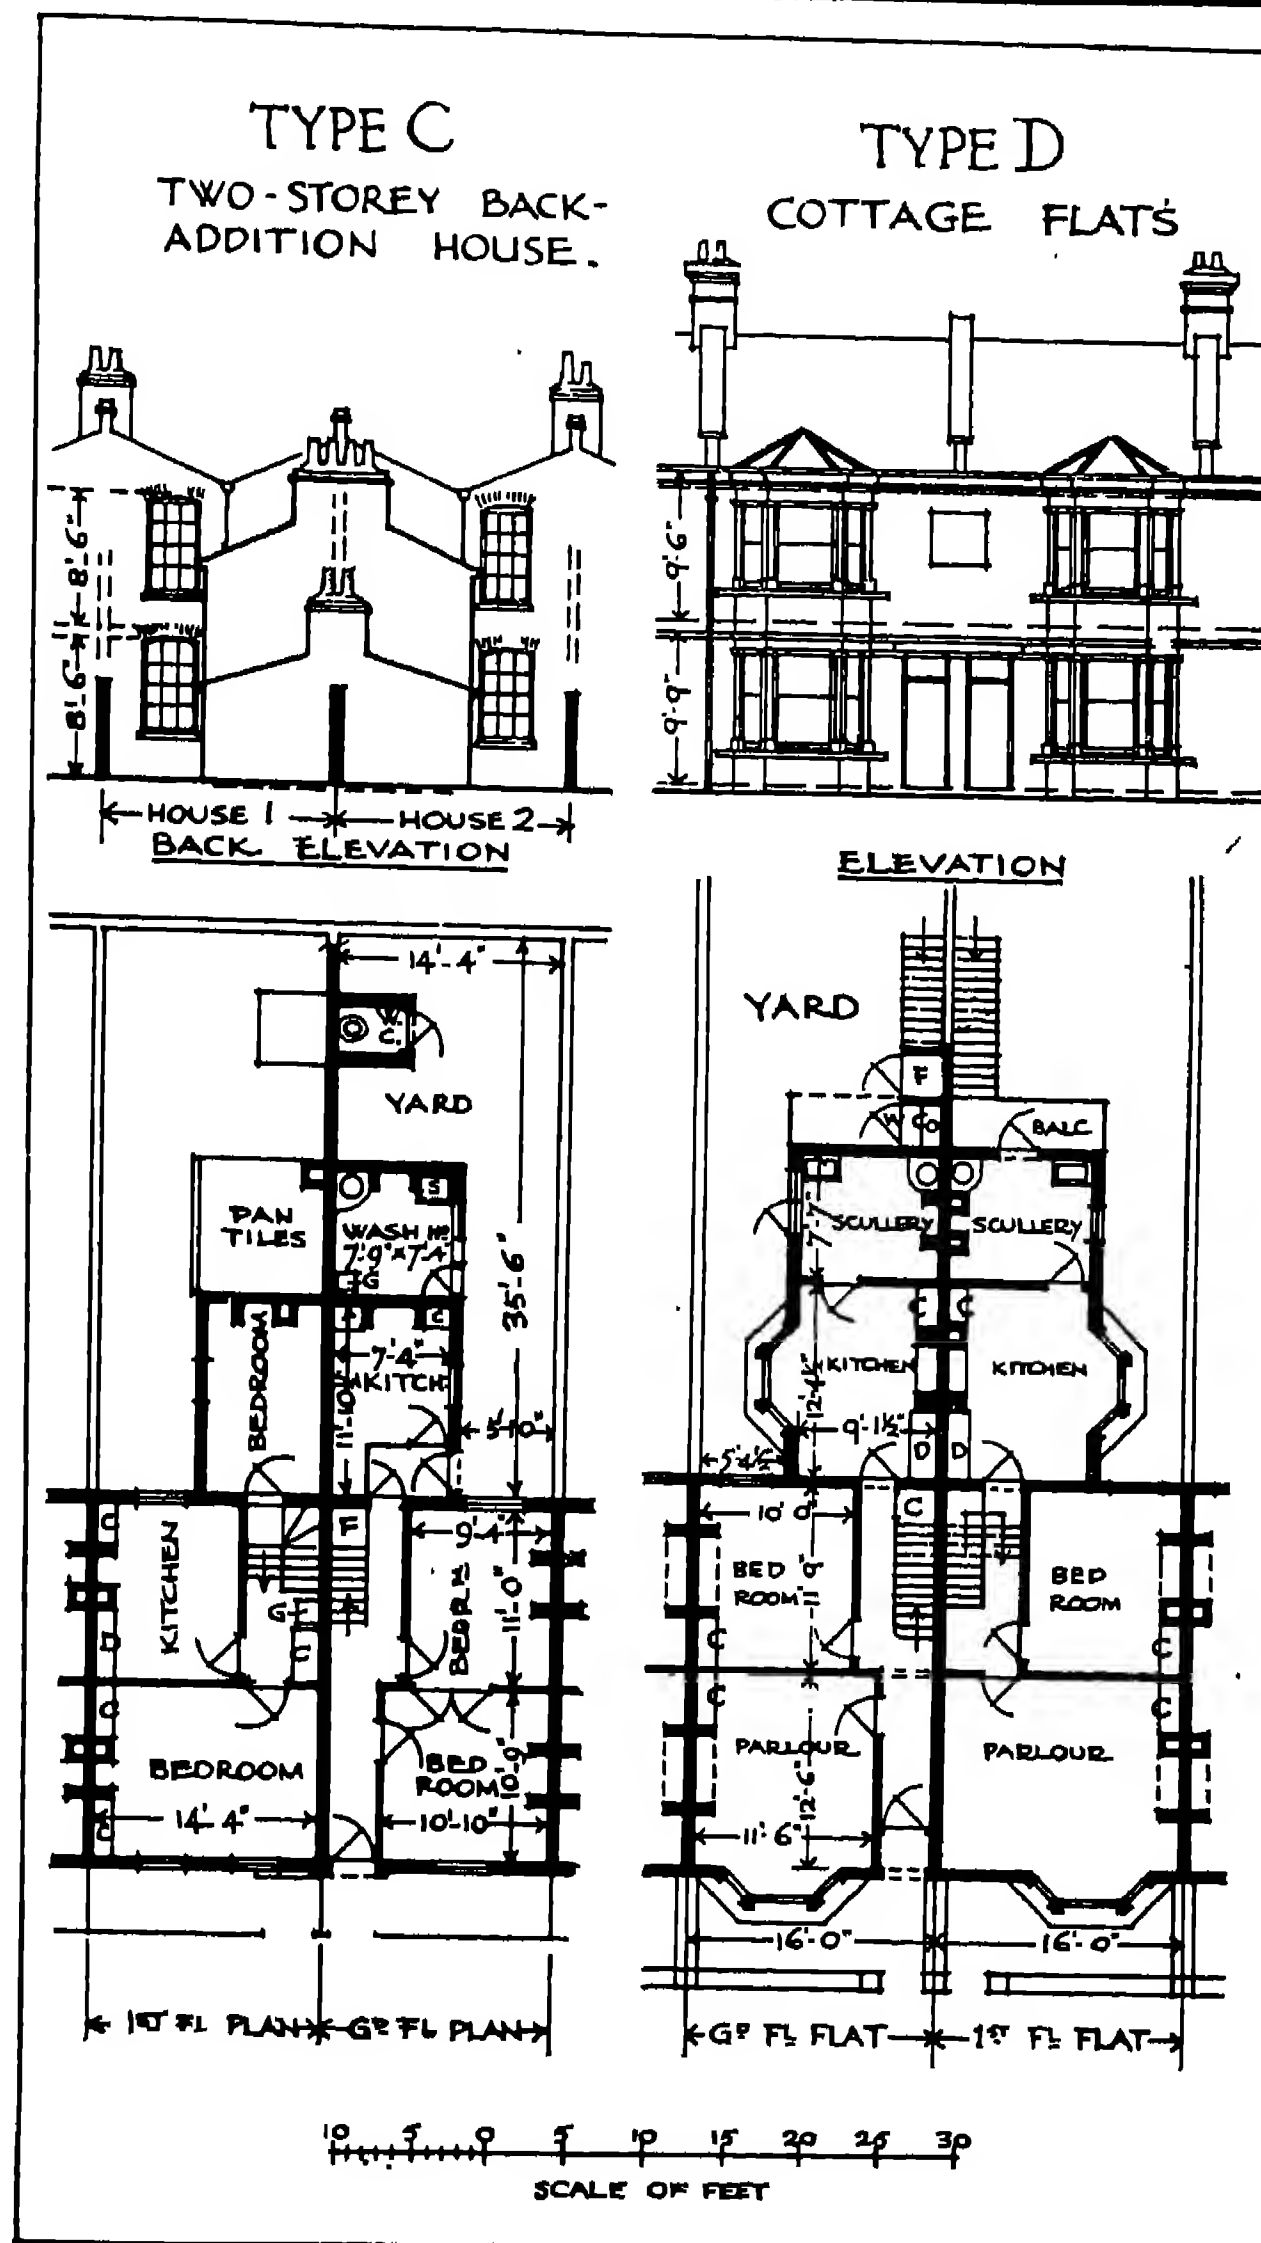 TYPE C
TWO-STOREY BACK-
ADDITION HOUSE.
8'-6"
8'-6"
HOUSE 1
HOUSE 2
BACK ELEVATION
14'-4"
W.
C.
YARD
PAN
TILES
WASH Hº
7'-9" x 7'-4"
S
G
35'-6"
BEDROOM
C
7'-4"
KITCH
11'-10"
5'-0"
C
KITCHEN
F
9'-4"
11'-0"
BEDRM
G
C
D
C
BEDROOM
BED
ROOM
10'-9"
14'-4"
10'-10"
C
1ST FL PLAN
GD FL PLAN
TYPE D
COTTAGE FLATS
9'-6"
9'-9"
ELEVATION
YARD
F
W
Co
BALC
SCULLERY
SCULLERY
7'-7"
C
C
KITCHEN
KITCHEN
12'-4½"
9'-1½"
D
D
5'-4½"
10'-0"
C
BED
ROOM
11'-9"
BED
ROOM
C
C
C
C
PARLOUR
PARLOUR
12'-6"
11'-6"
16'-0"
16'-0"
GD FL FLAT
1ST FL FLAT
10 5 0 5 10 15 20 25 30
SCALE OF FEET